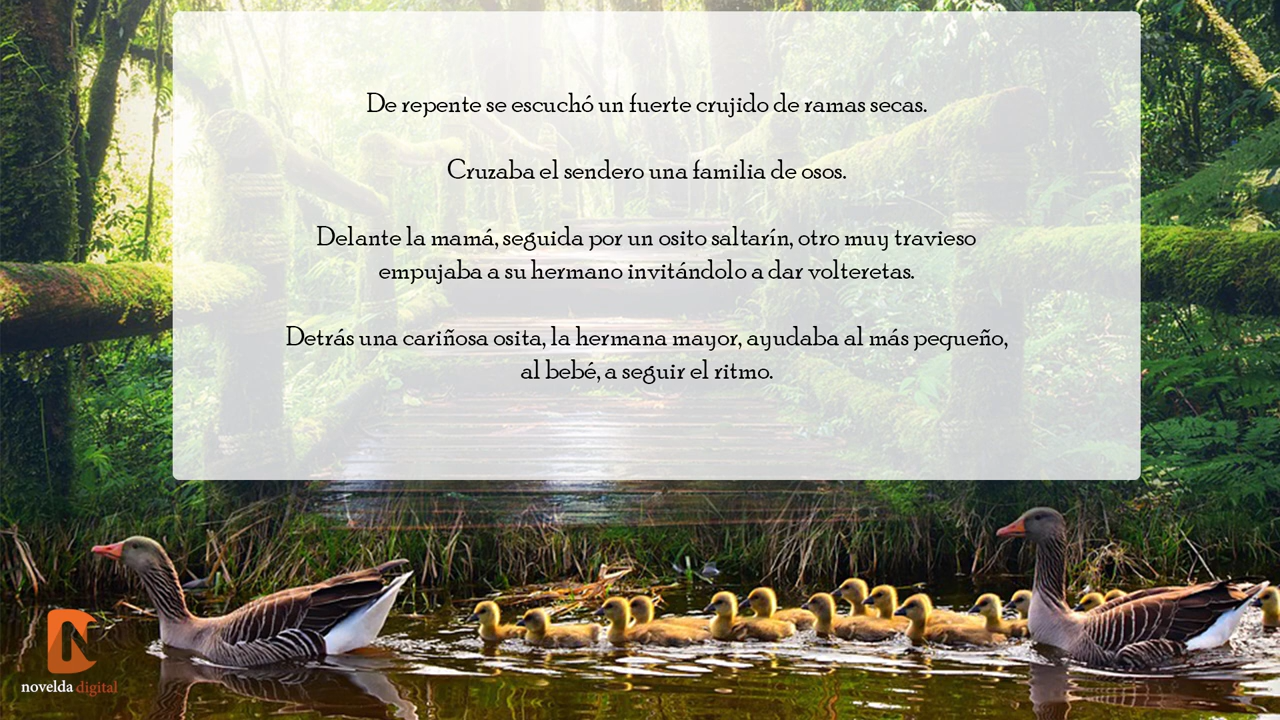 De repente se escuchó un fuerte crujido de ramas secas.
Cruzaba el sendero una familia de osos.
Delante la mamá, seguida por un osito saltarín, otro muy travieso
empujaba a su hermano invitándolo a dar volteretas.
Detrás una cariñosa osita, la hermana mayor, ayudaba al más pequeño,
al bebé, a seguir el ritmo.
novelda digital